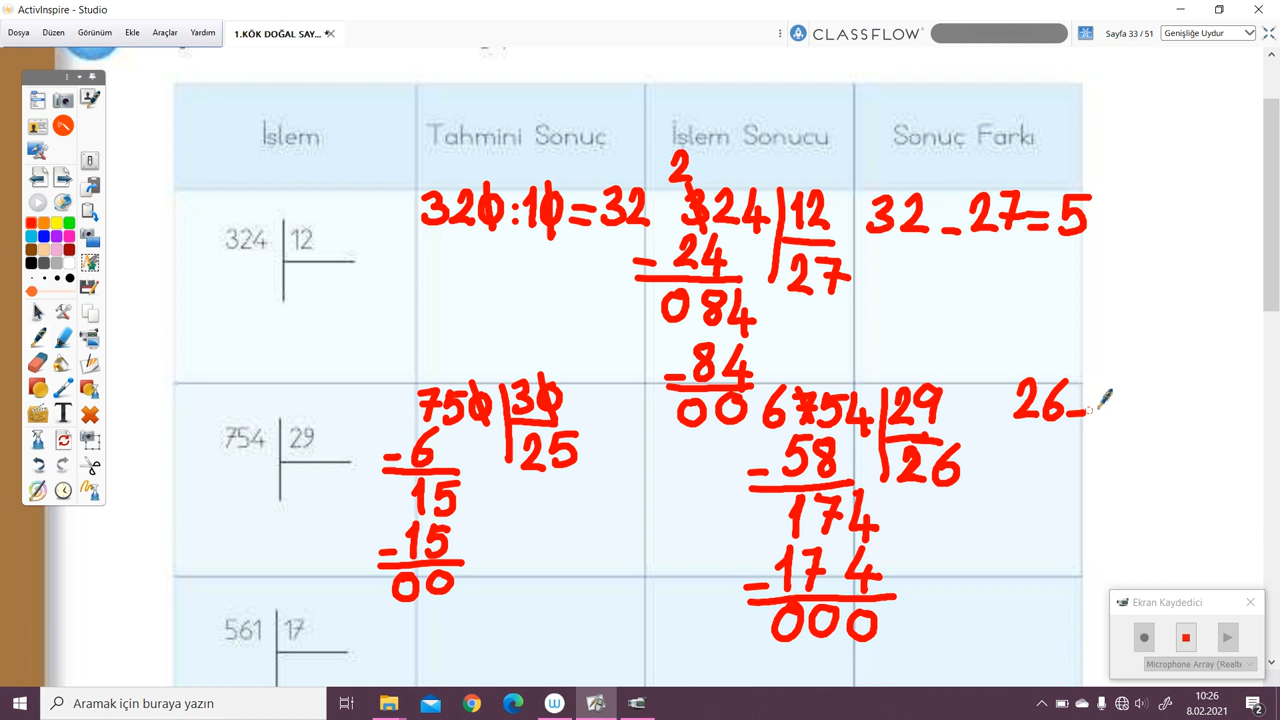 ActivInspire - Studio
Dosya Düzen Görünüm Ekle Araçlar Yardım
1.KÖK DOĞAL SAY...
CLASSFLOW
Sayfa 33 / 51
Genişliğe Uydur
İşlem Tahmini Sonuç İşlem Sonucu Sonuç Farkı
324 12
320:10=32
2
324 12
- 24 27
084
- 84
00
32 - 27=5
754 29
750 30
- 6 25
15
- 15
00
6 754 29
- 58 26
174
- 174
000
26 -
561 17
Ekran Kaydedici
Microphone Array (Realt
Aramak için buraya yazın
10:26
8.02.2021
2